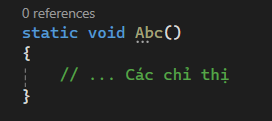 0 references
static void Abc()
{
// ... Các chỉ thị
}